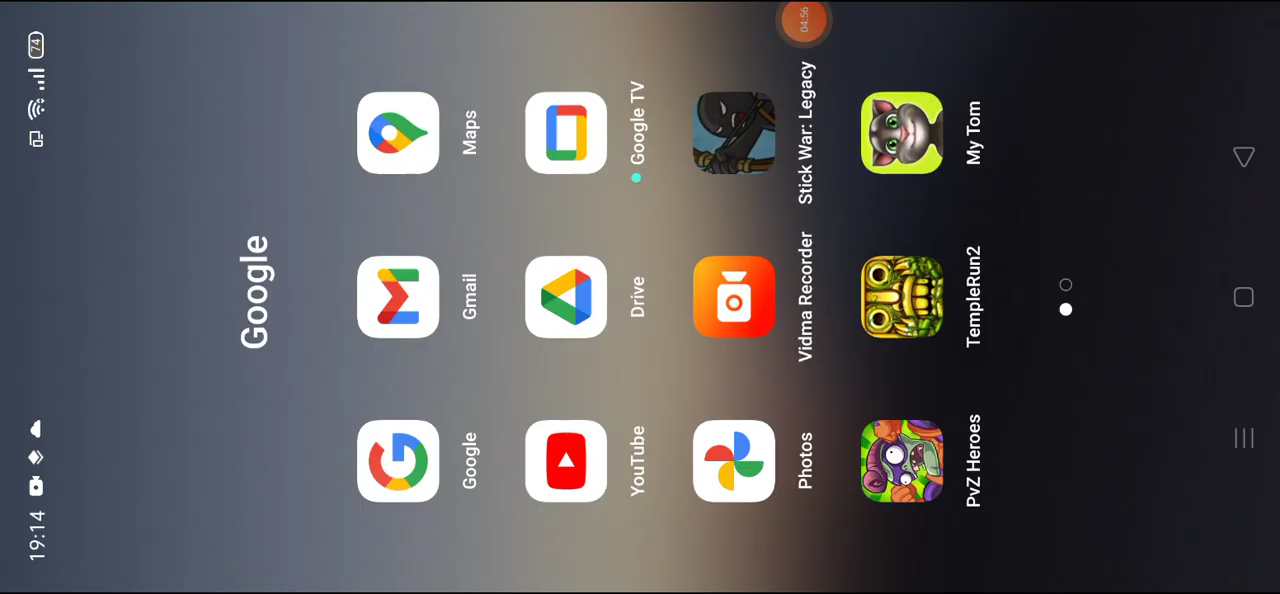 19:14
74
04:56
Google
Google
Gmail
Maps
YouTube
Drive
Google TV
Photos
Vidma Recorder
Stick War: Legacy
PvZ Heroes
TempleRun2
My Tom